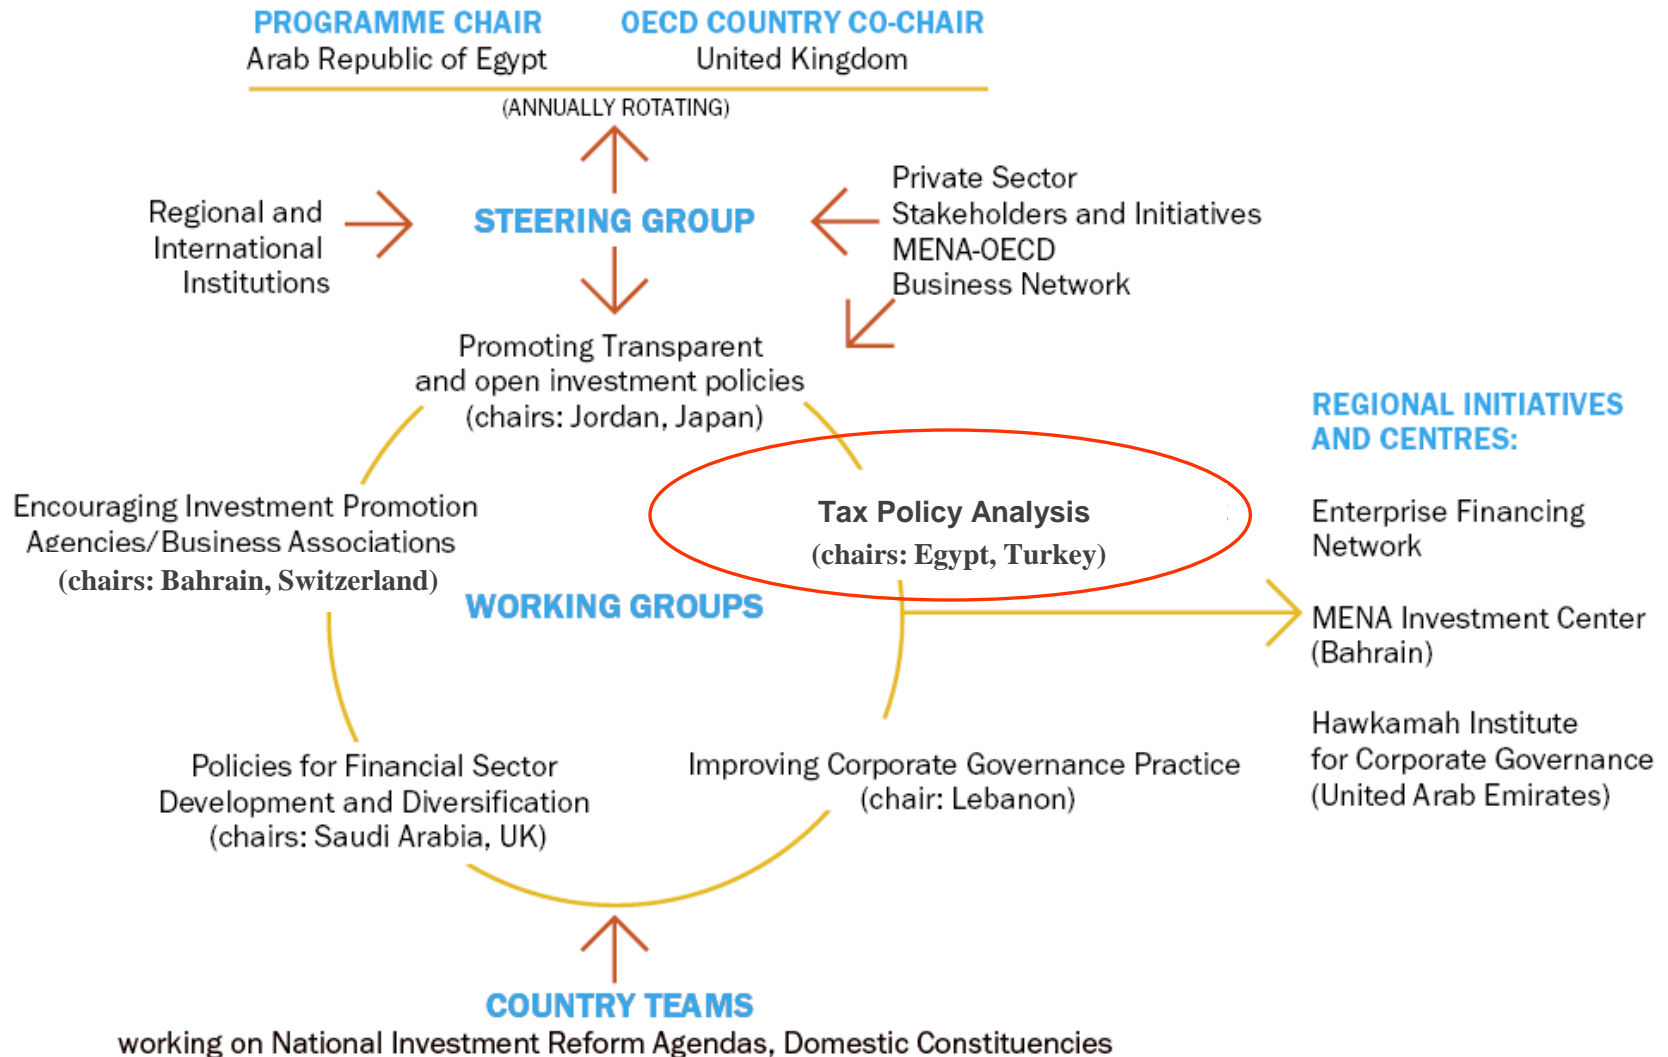 PROGRAMME CHAIR
Arab Republic of Egypt
OECD COUNTRY CO-CHAIR
United Kingdom
(ANNUALLY ROTATING)
Regional and
International
Institutions
STEERING GROUP
Private Sector
Stakeholders and Initiatives
MENA-OECD
Business Network
Promoting Transparent
and open investment policies
(chairs: Jordan, Japan)
Encouraging Investment Promotion
Agencies/Business Associations
(chairs: Bahrain, Switzerland)
Tax Policy Analysis
(chairs: Egypt, Turkey)
WORKING GROUPS
Policies for Financial Sector
Development and Diversification
(chairs: Saudi Arabia, UK)
Improving Corporate Governance Practice
(chair: Lebanon)
REGIONAL INITIATIVES
AND CENTRES:
Enterprise Financing
Network
MENA Investment Center
(Bahrain)
Hawkamah Institute
for Corporate Governance
(United Arab Emirates)
COUNTRY TEAMS
working on National Investment Reform Agendas, Domestic Constituencies